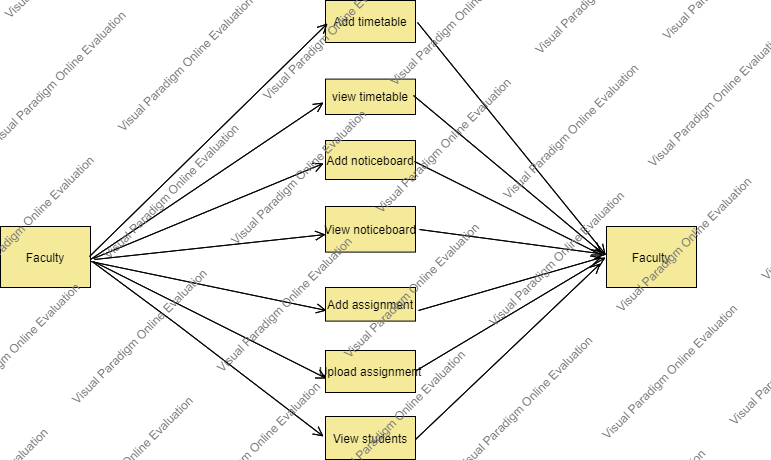 Add timetable
view timetable
Add noticeboard
View noticeboard
Faculty
Faculty
Add assignment
Upload assignment
View students
Visual Paradigm Online Evaluation